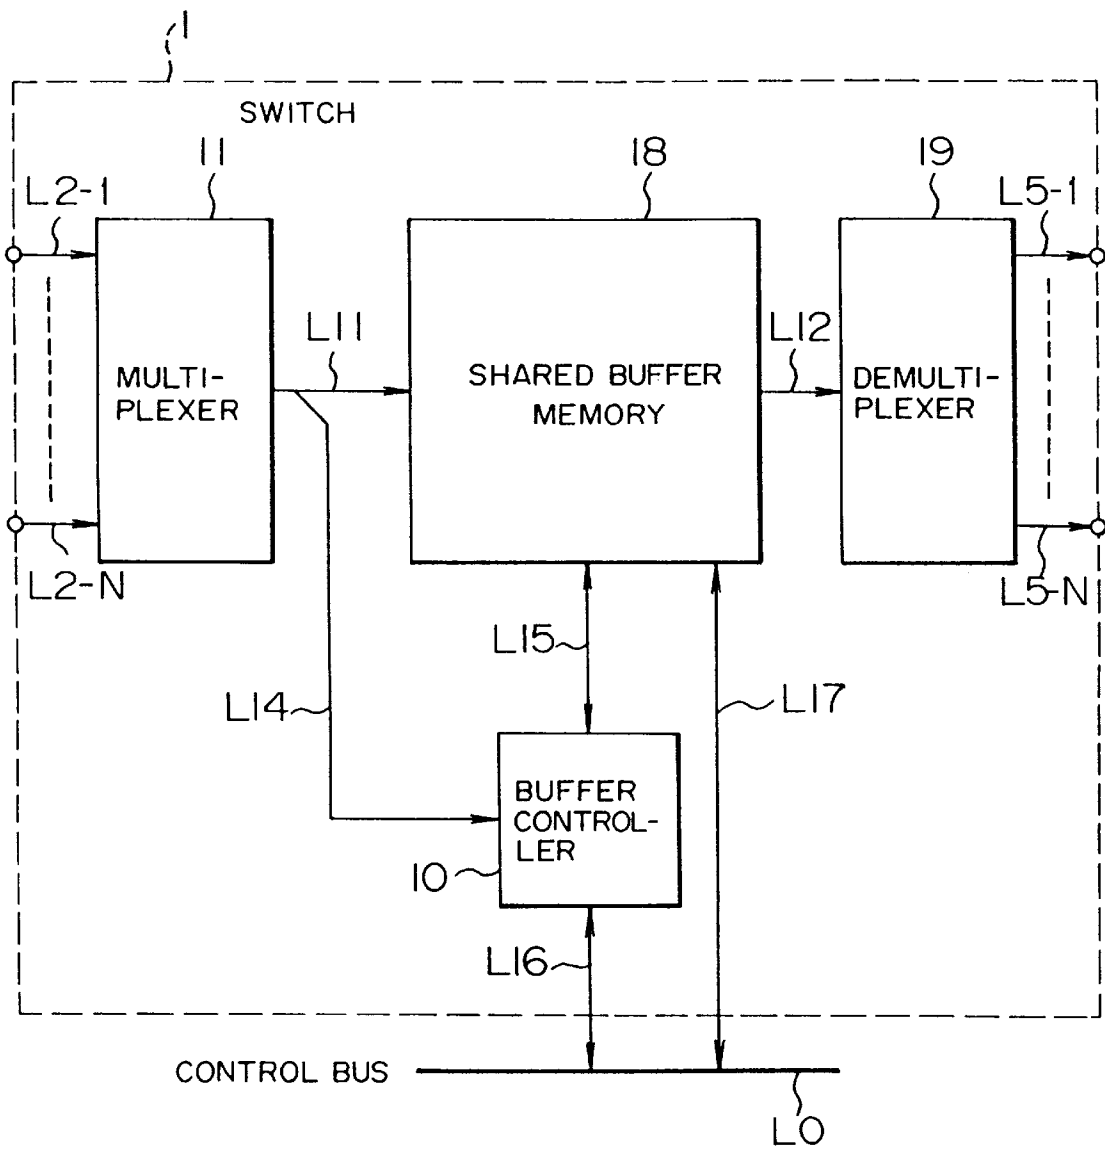 1
SWITCH
11
18
19
L2-1
L5-1
L11
L12
MULTI-
PLEXER
SHARED BUFFER
MEMORY
DEMULTI-
PLEXER
L2-N
L5-N
L15
L14
L17
BUFFER
CONTROL-
LER
10
L16
CONTROL BUS
L0